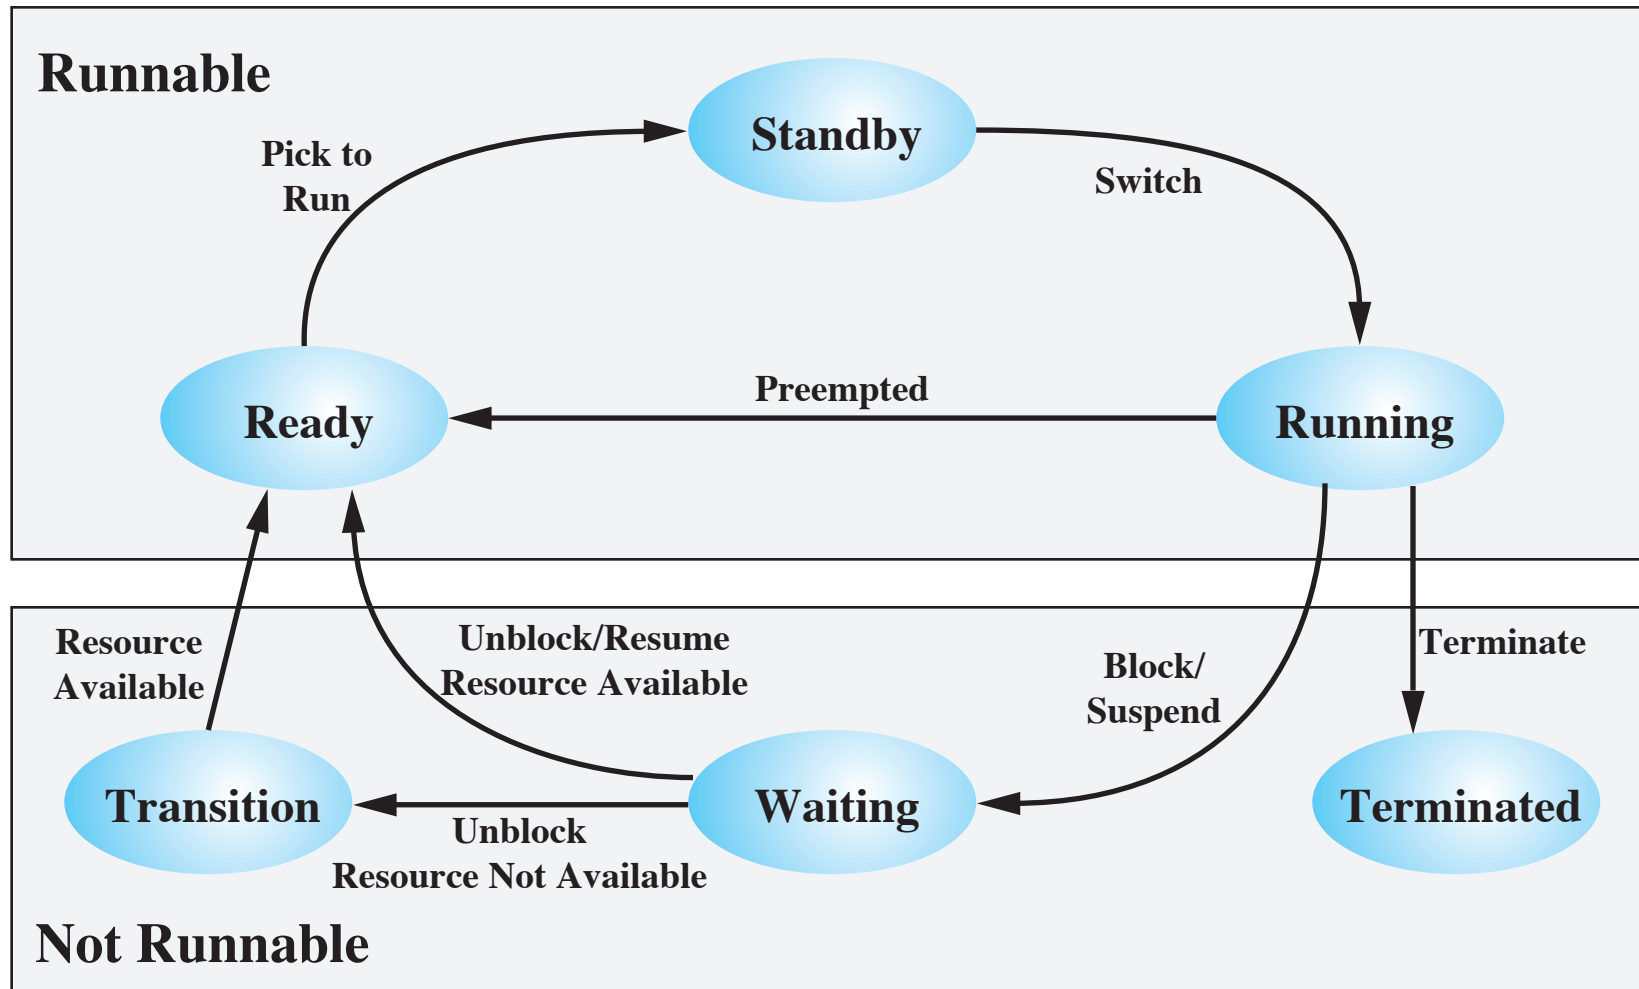 Runnable
Standby
Pick to
Run
Switch
Preempted
Ready
Running
Resource
Available
Unblock/Resume
Resource Available
Block/
Suspend
Terminate
Transition
Waiting
Terminated
Unblock
Resource Not Available
Not Runnable